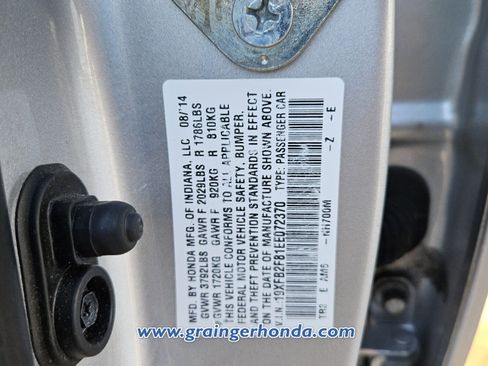 MFG. BY HONDA MFG. OF INDIANA, LLC 08/14
GVWR 3792LBS GAWR F 2029LBS R 1786LBS
GVWR 1720KG GAWR F 920KG R 810KG
THIS VEHICLE CONFORMS TO ALL APPLICABLE
FEDERAL MOTOR VEHICLE SAFETY, BUMPER,
AND THEFT PREVENTION STANDARDS IN EFFECT
ON THE DATE OF MANUFACTURE SHOWN ABOVE.
V.I.N.:19XFB2F81EE072370 TYPE:PASSENGER CAR
NH700M Z E
www.graingerhonda.com